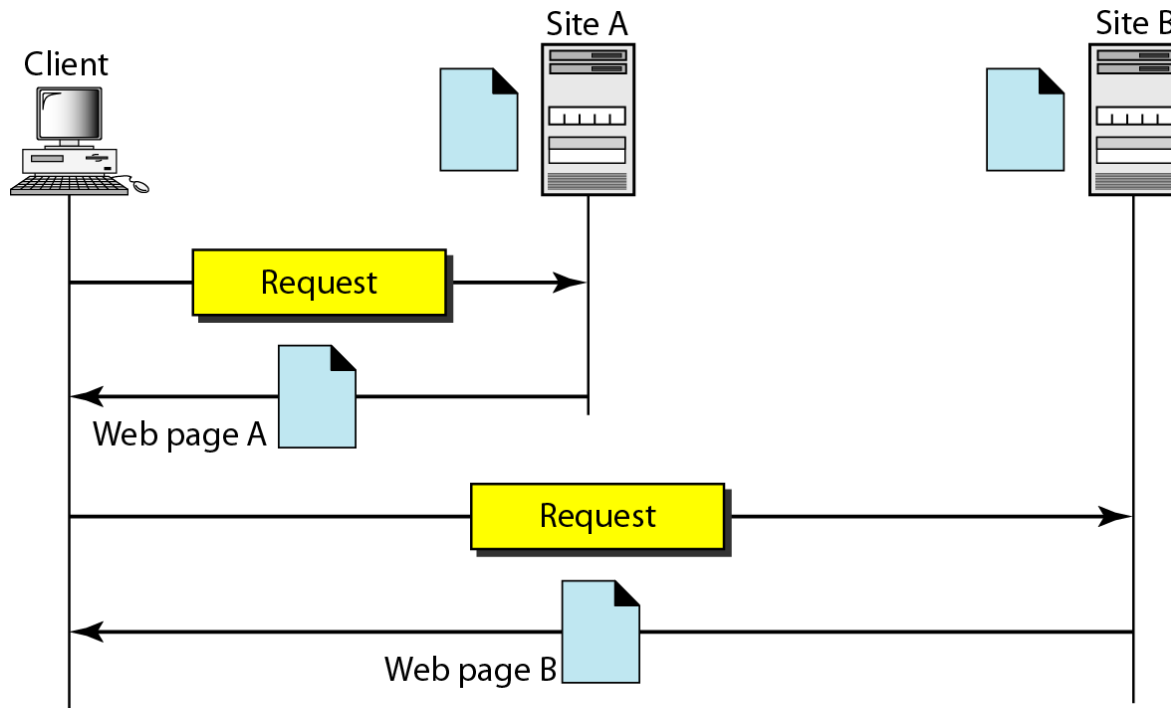 Site A
Site B
Client
Request
Web page A
Request
Web page B